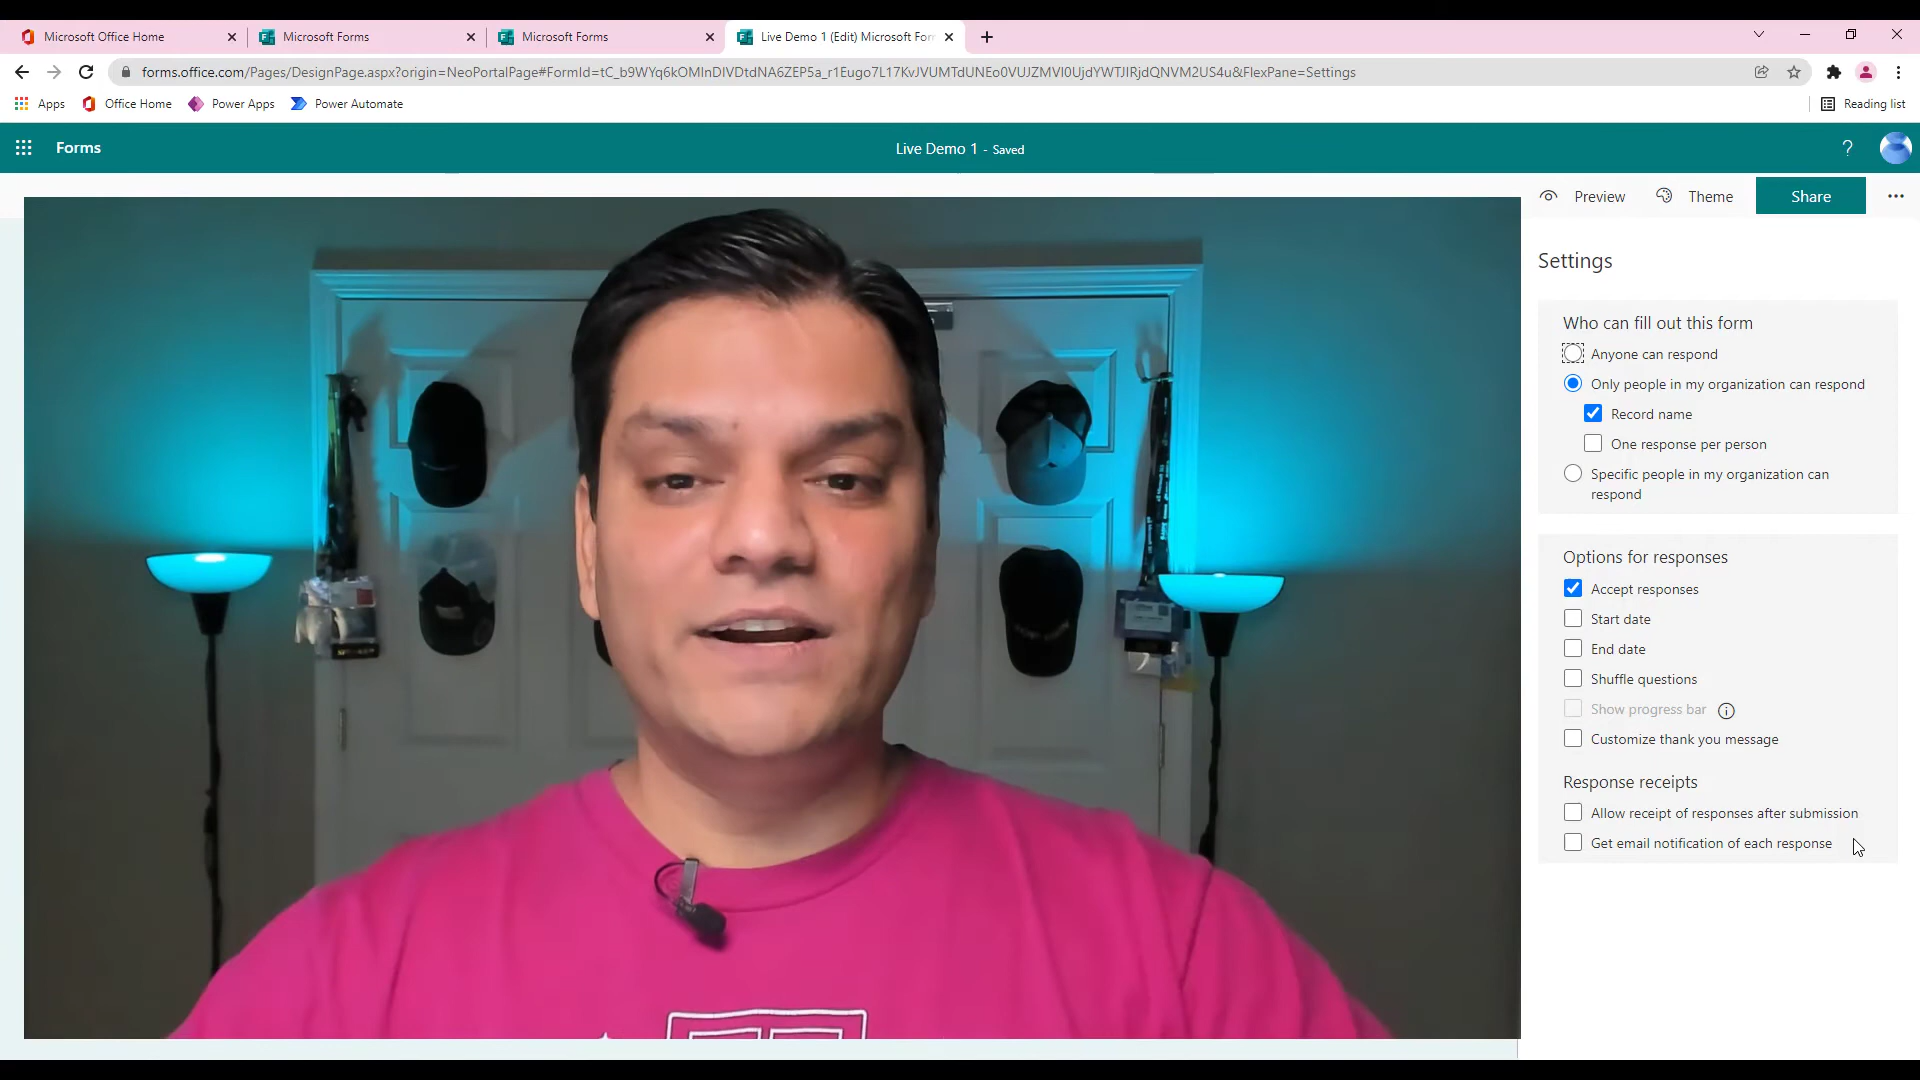 Microsoft Office Home
Microsoft Forms
Microsoft Forms
Live Demo 1 (Edit) Microsoft For
forms.office.com/Pages/DesignPage.aspx?origin=NeoPortalPage#FormId=tC_b9WYq6kOMlnDIVDtdNA6ZEP5a_r1Eugo7L17KvJVUMTdUNEo0VUJZMVI0UjdYWTJIRjdQNVM2US4u&FlexPane=Settings
Apps
Office Home
Power Apps
Power Automate
Reading list
Forms
Live Demo 1 - Saved
?
Preview
Theme
Share
Settings
Who can fill out this form
Anyone can respond
Only people in my organization can respond
Record name
One response per person
Specific people in my organization can
respond
Options for responses
Accept responses
Start date
End date
Shuffle questions
Show progress bar
Customize thank you message
Response receipts
Allow receipt of responses after submission
Get email notification of each response